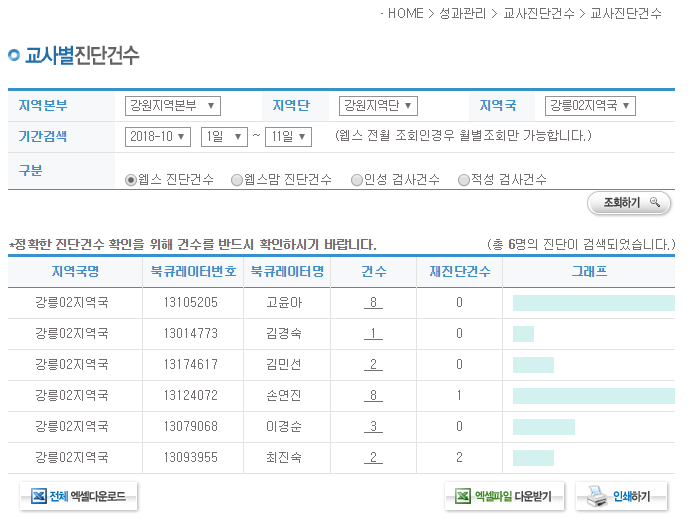 · HOME > 성과관리 > 교사진단건수 > 교사진단건수
교사별진단건수
지역본부 강원지역본부 ▼ 지역단 강원지역단 ▼ 지역국 강릉02지역국 ▼
기간검색 2018-10 ▼ 1일 ▼ ~ 11일 ▼ (웹스 전월 조회인경우 월별조회만 가능합니다.)
구분 웹스 진단건수 웹스맘 진단건수 인성 검사건수 적성 검사건수
조회하기
*정확한 진단건수 확인을 위해 건수를 반드시 확인하시기 바랍니다. (총 6명의 진단이 검색되었습니다.)
지역국명 북큐레이터번호 북큐레이터명 건수 재진단건수 그래프
강릉02지역국 13105205 고윤아 8 0
강릉02지역국 13014773 김경숙 1 0
강릉02지역국 13174617 김민선 2 0
강릉02지역국 13124072 손연진 8 1
강릉02지역국 13079068 이경순 3 0
강릉02지역국 13093955 최진숙 2 2
전체 엑셀다운로드 엑셀파일 다운받기 인쇄하기